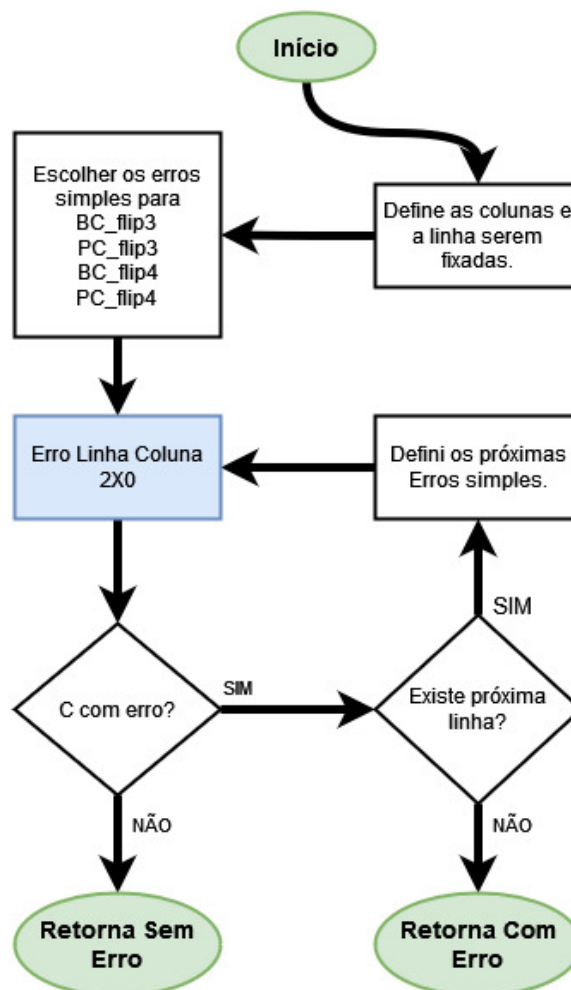 Início
Define as colunas e
a linha serem
fixadas.
Escolher os erros
simples para
BC_flip3
PC_flip3
BC_flip4
PC_flip4
Erro Linha Coluna
2X0
Defini os próximas
Erros simples.
C com erro?
SIM
Existe próxima
linha?
SIM
NÃO
NÃO
Retorna Sem
Erro
Retorna Com
Erro